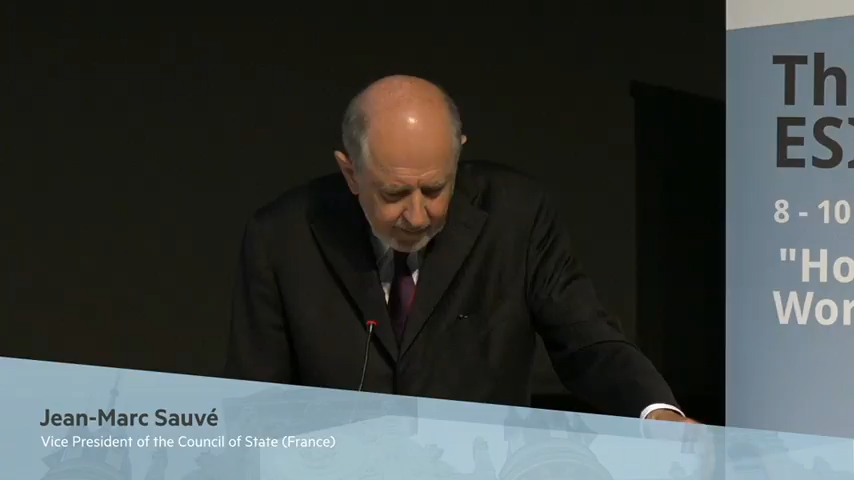 Th
ES
8 - 10
"Ho
Wor
Jean-Marc Sauvé
Vice President of the Council of State (France)